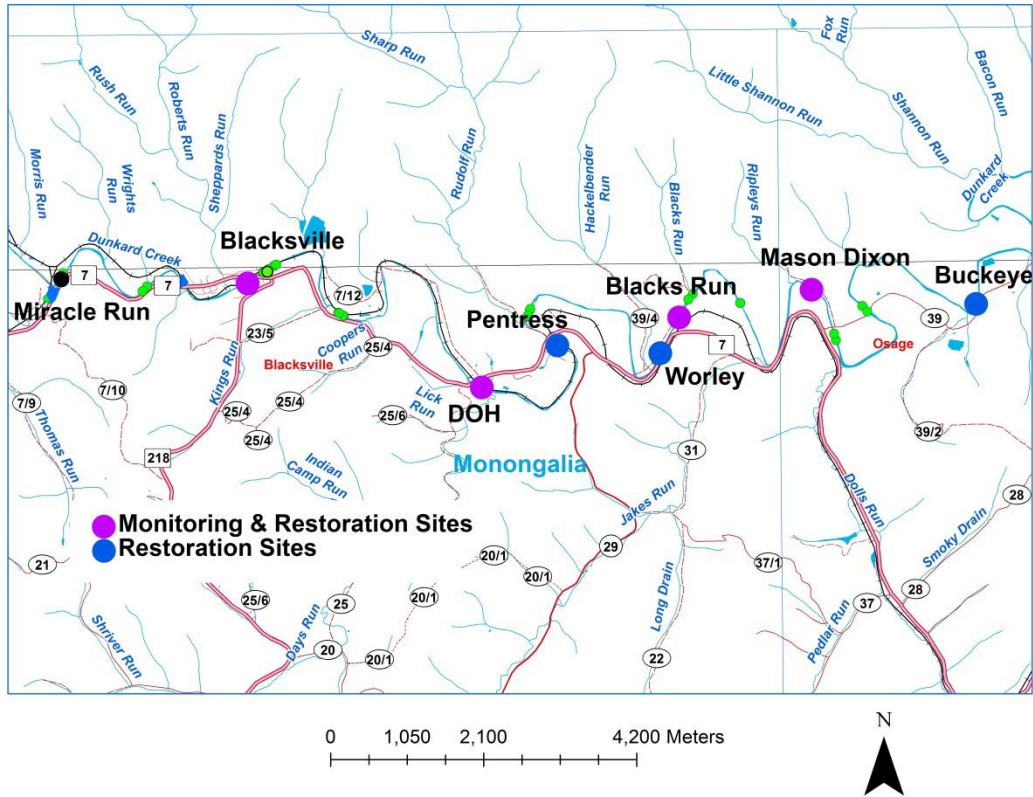 Sharp Run
Fox
Run
Rush Run
Roberts Run
Sheppards Run
Little Shannon Run
Bacon Run
Shannon Run
Morris Run
Wrights
Run
Rudolf Run
Hackelbender
Run
Blacks Run
Ripleys Run
Dunkard
Creek
Dunkard Creek
Blacksville
Mason Dixon
7
7
7/12
Blacks Run
Buckeye
Miracle Run
Pentress
39/4
39
23/5
Coopers
Run
25/4
7
Osage
Blacksville
Worley
Kings Run
7/10
Lick
Run
DOH
7/9
25/4
25/4
25/4
25/6
39/2
Thomas Run
218
Indian
Camp Run
Monongalia
31
Dolls Run
28
Jakes Run
Monitoring & Restoration Sites
Restoration Sites
Smoky Drain
29
21
20/1
20/1
37/1
28
25/6
25
20/1
Long Drain
37
Days Run
Shriver Run
20
20/1
22
Pedlar Run
N
0 1,050 2,100 4,200 Meters